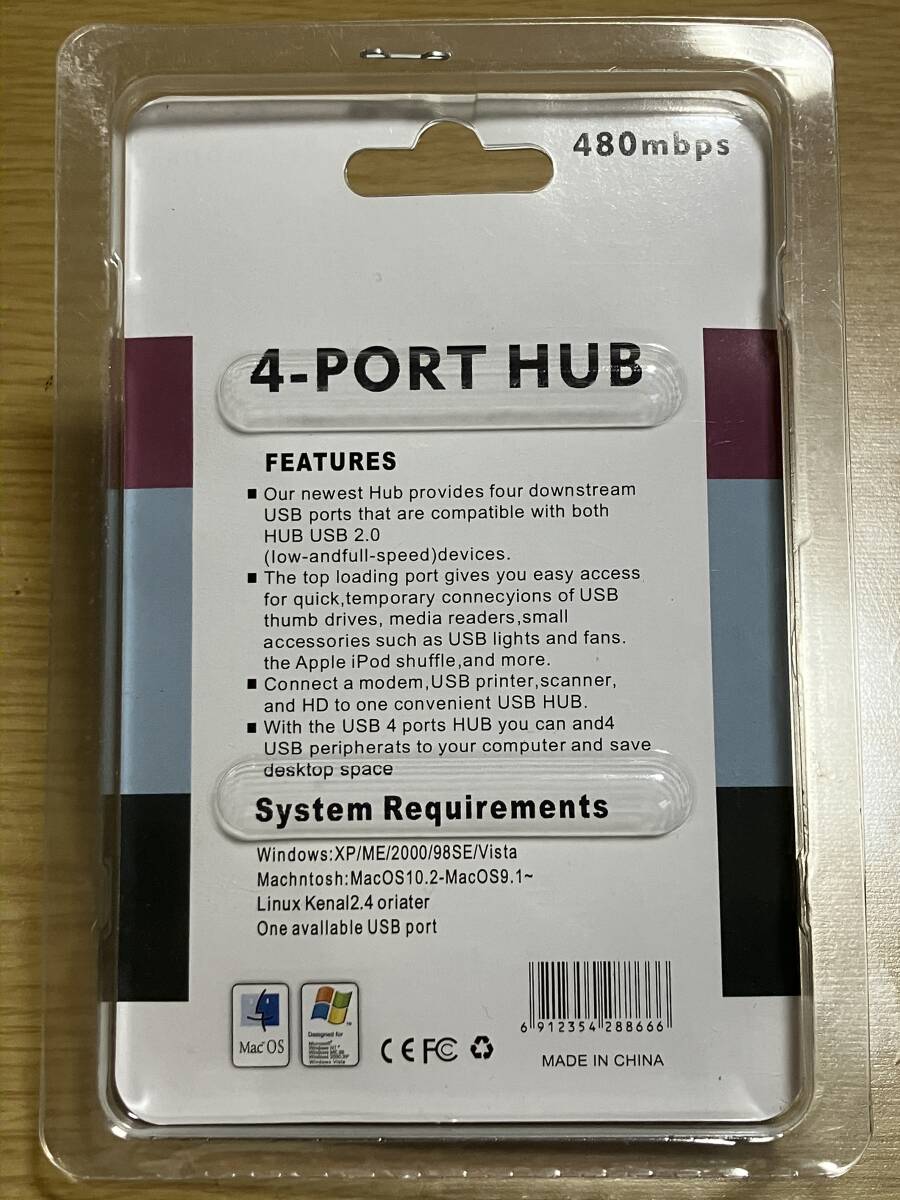 480mbps
4-PORT HUB
FEATURES
■ Our newest Hub provides four downstream
USB ports that are compatible with both
HUB USB 2.0
(low-andfull-speed)devices.
■ The top loading port gives you easy access
for quick,temporary connecyions of USB
thumb drives, media readers,small
accessories such as USB lights and fans.
the Apple iPod shuffle,and more.
■ Connect a modem,USB printer,scanner,
and HD to one convenient USB HUB.
■ With the USB 4 ports HUB you can and4
USB peripherats to your computer and save
desktop space
System Requirements
Windows:XP/ME/2000/98SE/Vista
Machntosh:MacOS10.2-MacOS9.1~
Linux Kenal2.4 oriater
One available USB port
Mac OS
Designed for
Microsoft
Windows Vista
CE FC
6 912354 288666
MADE IN CHINA